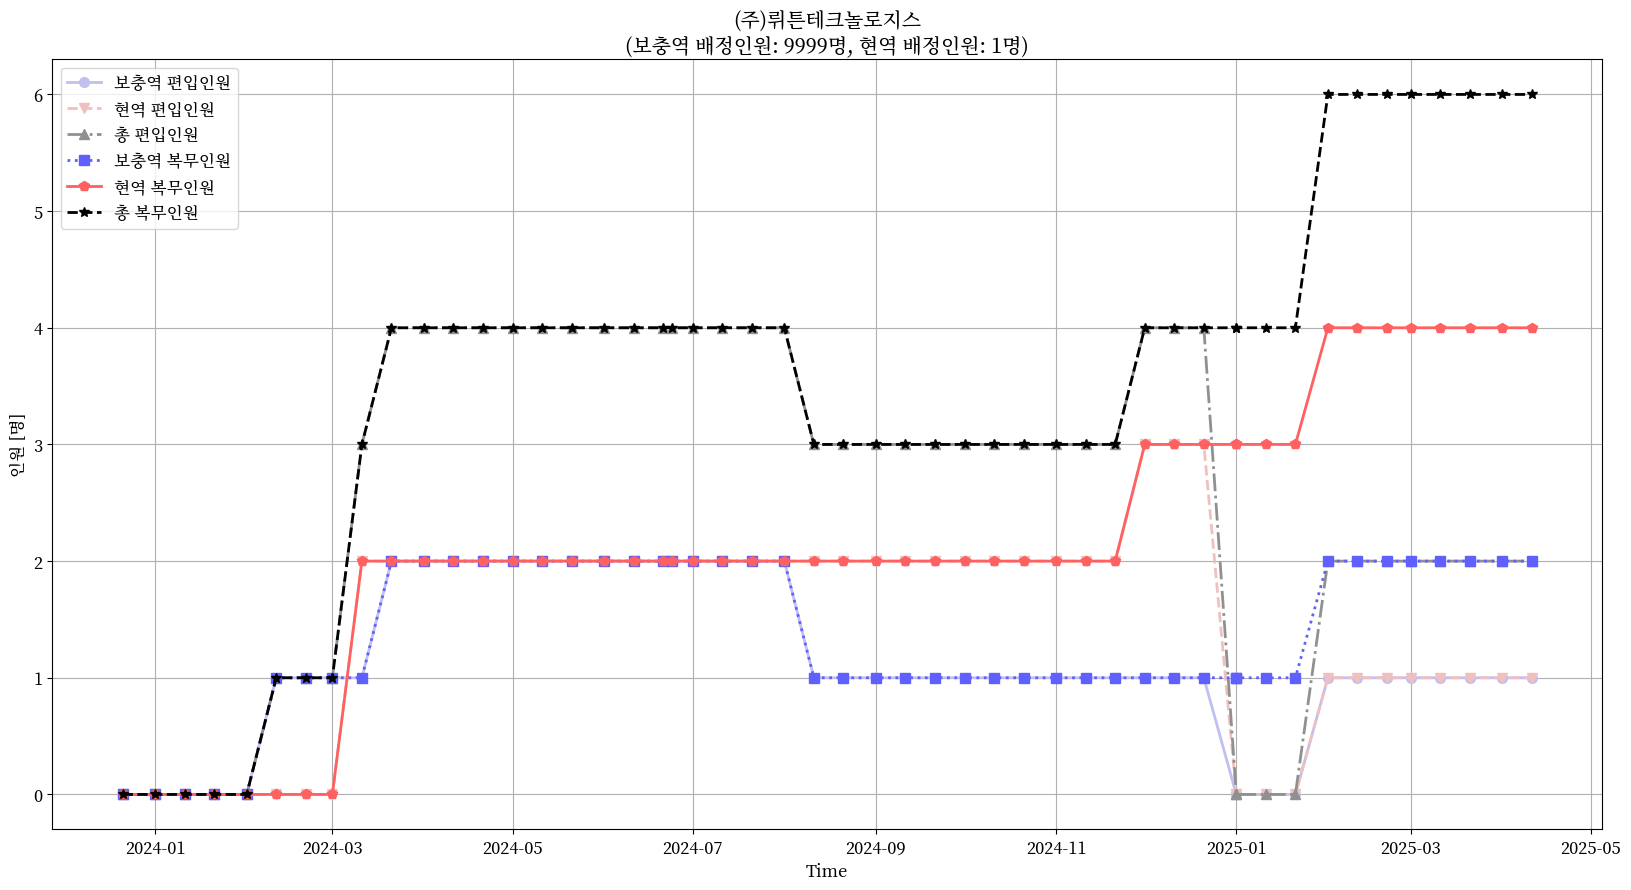 (주)뤼튼테크놀로지스
(보충역 배정인원: 9999명, 현역 배정인원: 1명)
보충역 편입인원
현역 편입인원
총 편입인원
보충역 복무인원
현역 복무인원
총 복무인원
인원 [명]
6
5
4
3
2
1
0
2024-01
2024-03
2024-05
2024-07
2024-09
2024-11
2025-01
2025-03
2025-05
Time